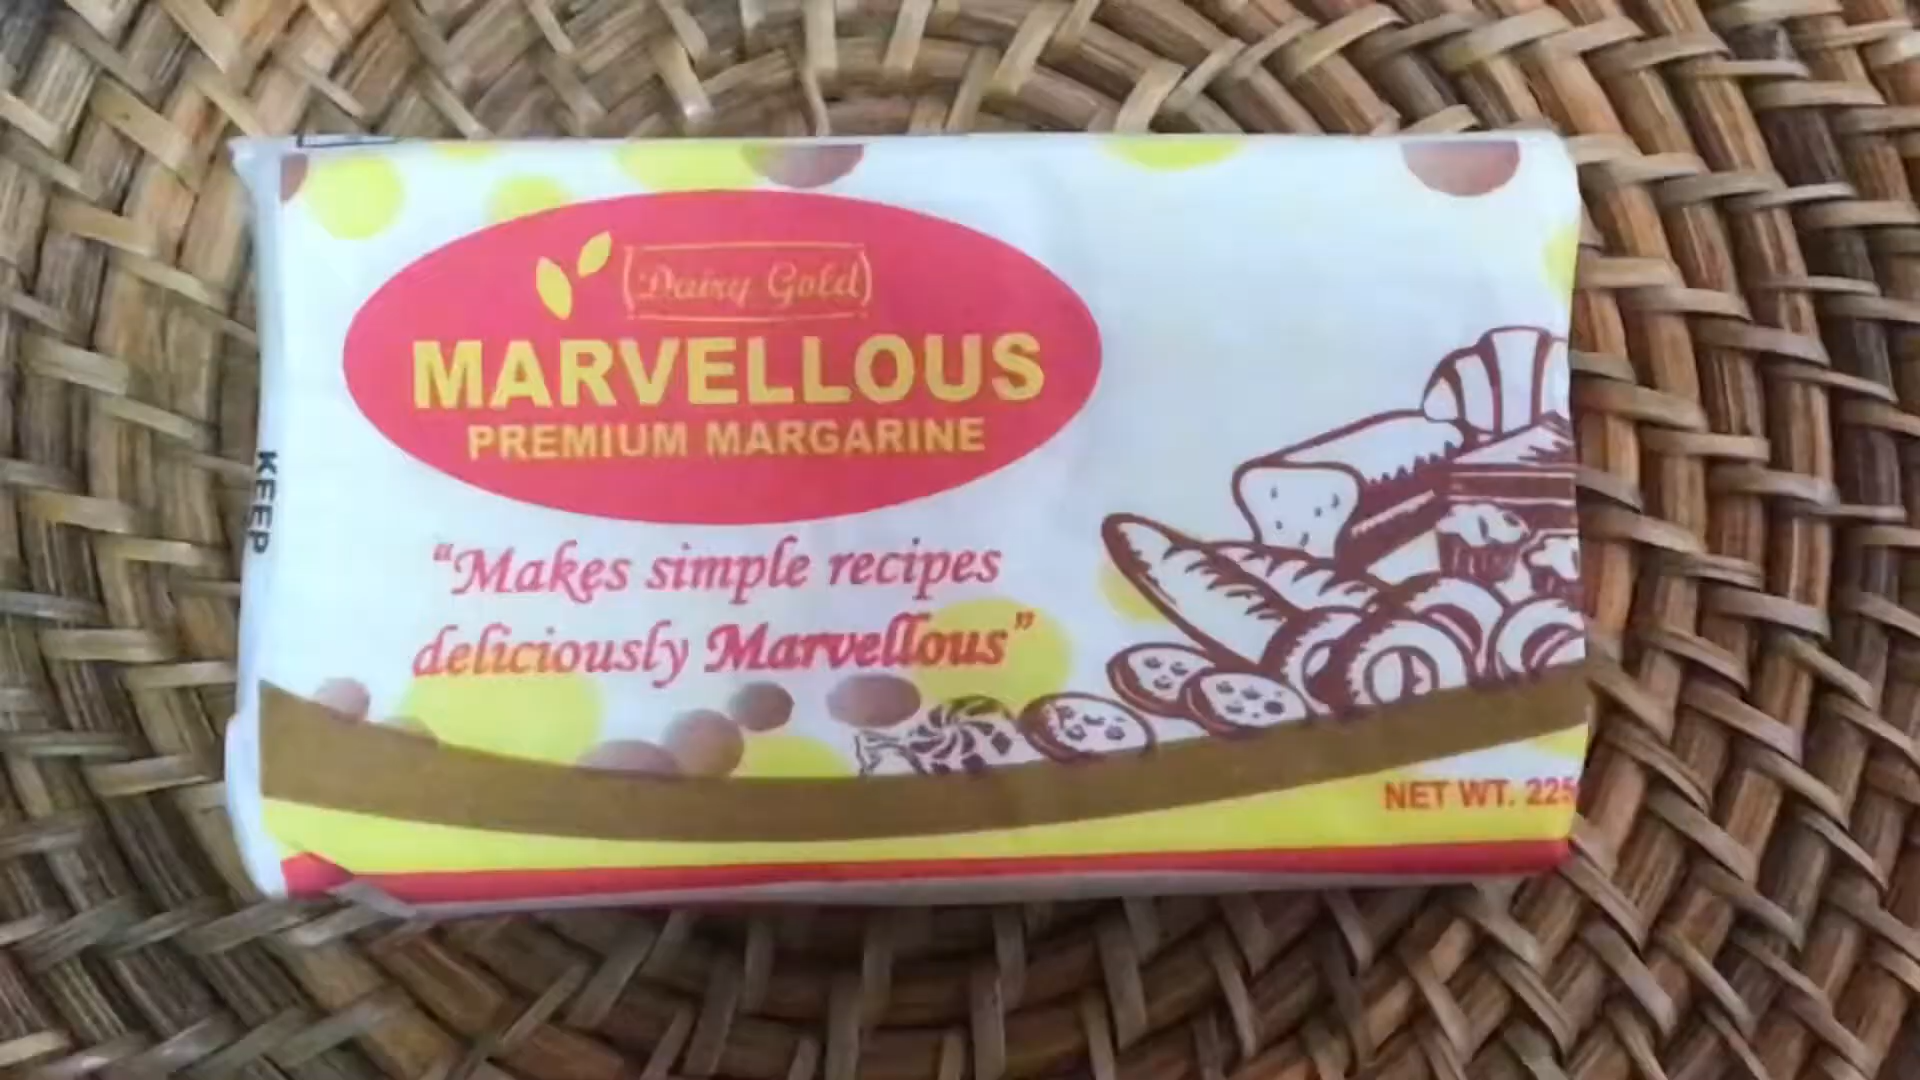 Dairy Gold
MARVELLOUS
PREMIUM MARGARINE
"Makes simple recipes
deliciously Marvellous"
KEEP
NET WT. 225